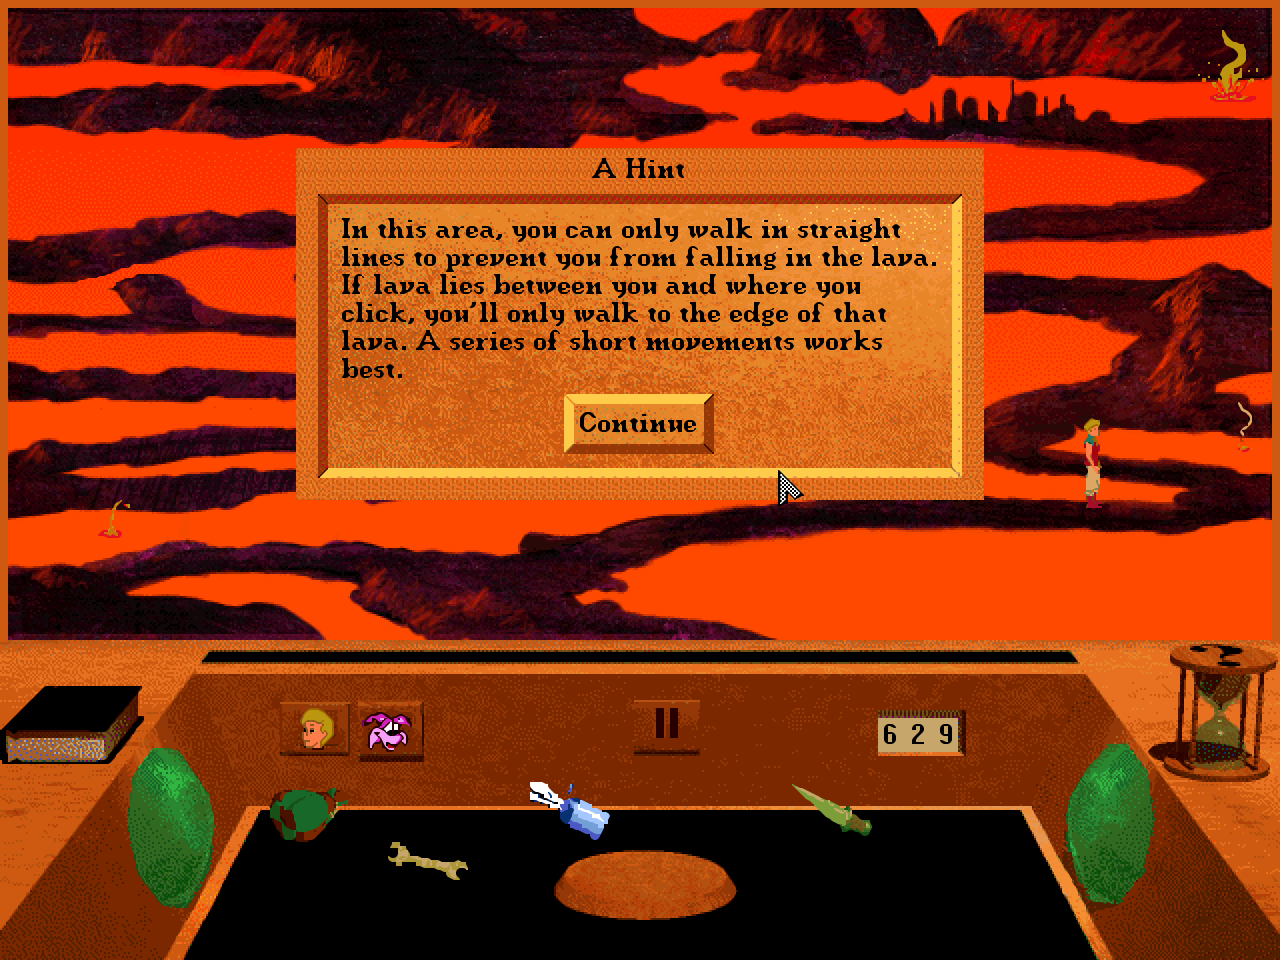 A Hint
In this area, you can only walk in straight
lines to prevent you from falling in the lava.
If lava lies between you and where you
click, you'll only walk to the edge of that
lava. A series of short movements works
best.
Continue
6 2 9